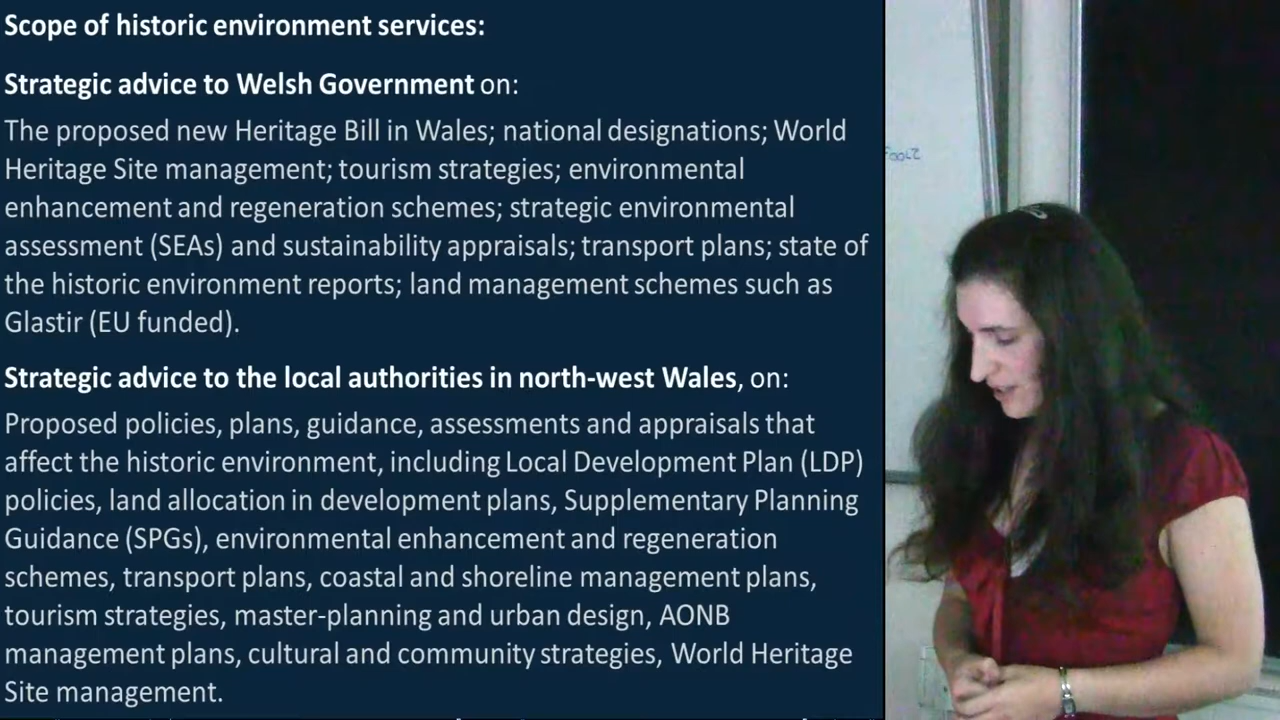 Scope of historic environment services:
Strategic advice to Welsh Government on:
The proposed new Heritage Bill in Wales; national designations; World
Heritage Site management; tourism strategies; environmental
enhancement and regeneration schemes; strategic environmental
assessment (SEAs) and sustainability appraisals; transport plans; state of
the historic environment reports; land management schemes such as
Glastir (EU funded).
Strategic advice to the local authorities in north-west Wales, on:
Proposed policies, plans, guidance, assessments and appraisals that
affect the historic environment, including Local Development Plan (LDP)
policies, land allocation in development plans, Supplementary Planning
Guidance (SPGs), environmental enhancement and regeneration
schemes, transport plans, coastal and shoreline management plans,
tourism strategies, master-planning and urban design, AONB
management plans, cultural and community strategies, World Heritage
Site management.